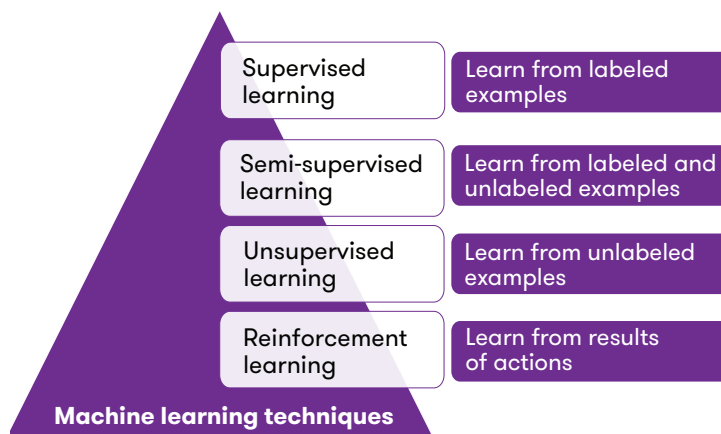 Supervised
learning
Learn from labeled
examples
Semi-supervised
learning
Learn from labeled and
unlabeled examples
Unsupervised
learning
Learn from unlabeled
examples
Reinforcement
learning
Learn from results
of actions
Machine learning techniques